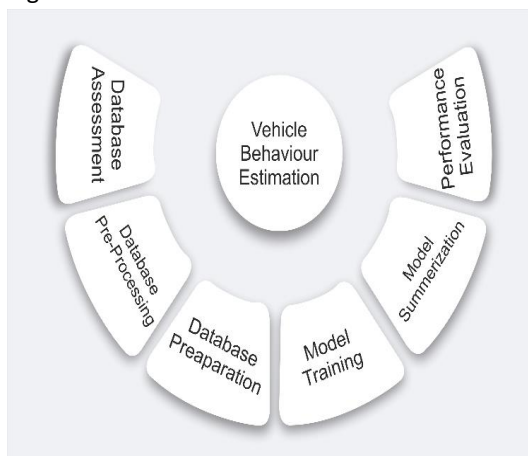 Vehicle
Behaviour
Estimation
Database
Assessment
Database
Pre-Processing
Database
Preaparation
Model
Training
Model
Summerization
Performance
Evaluation